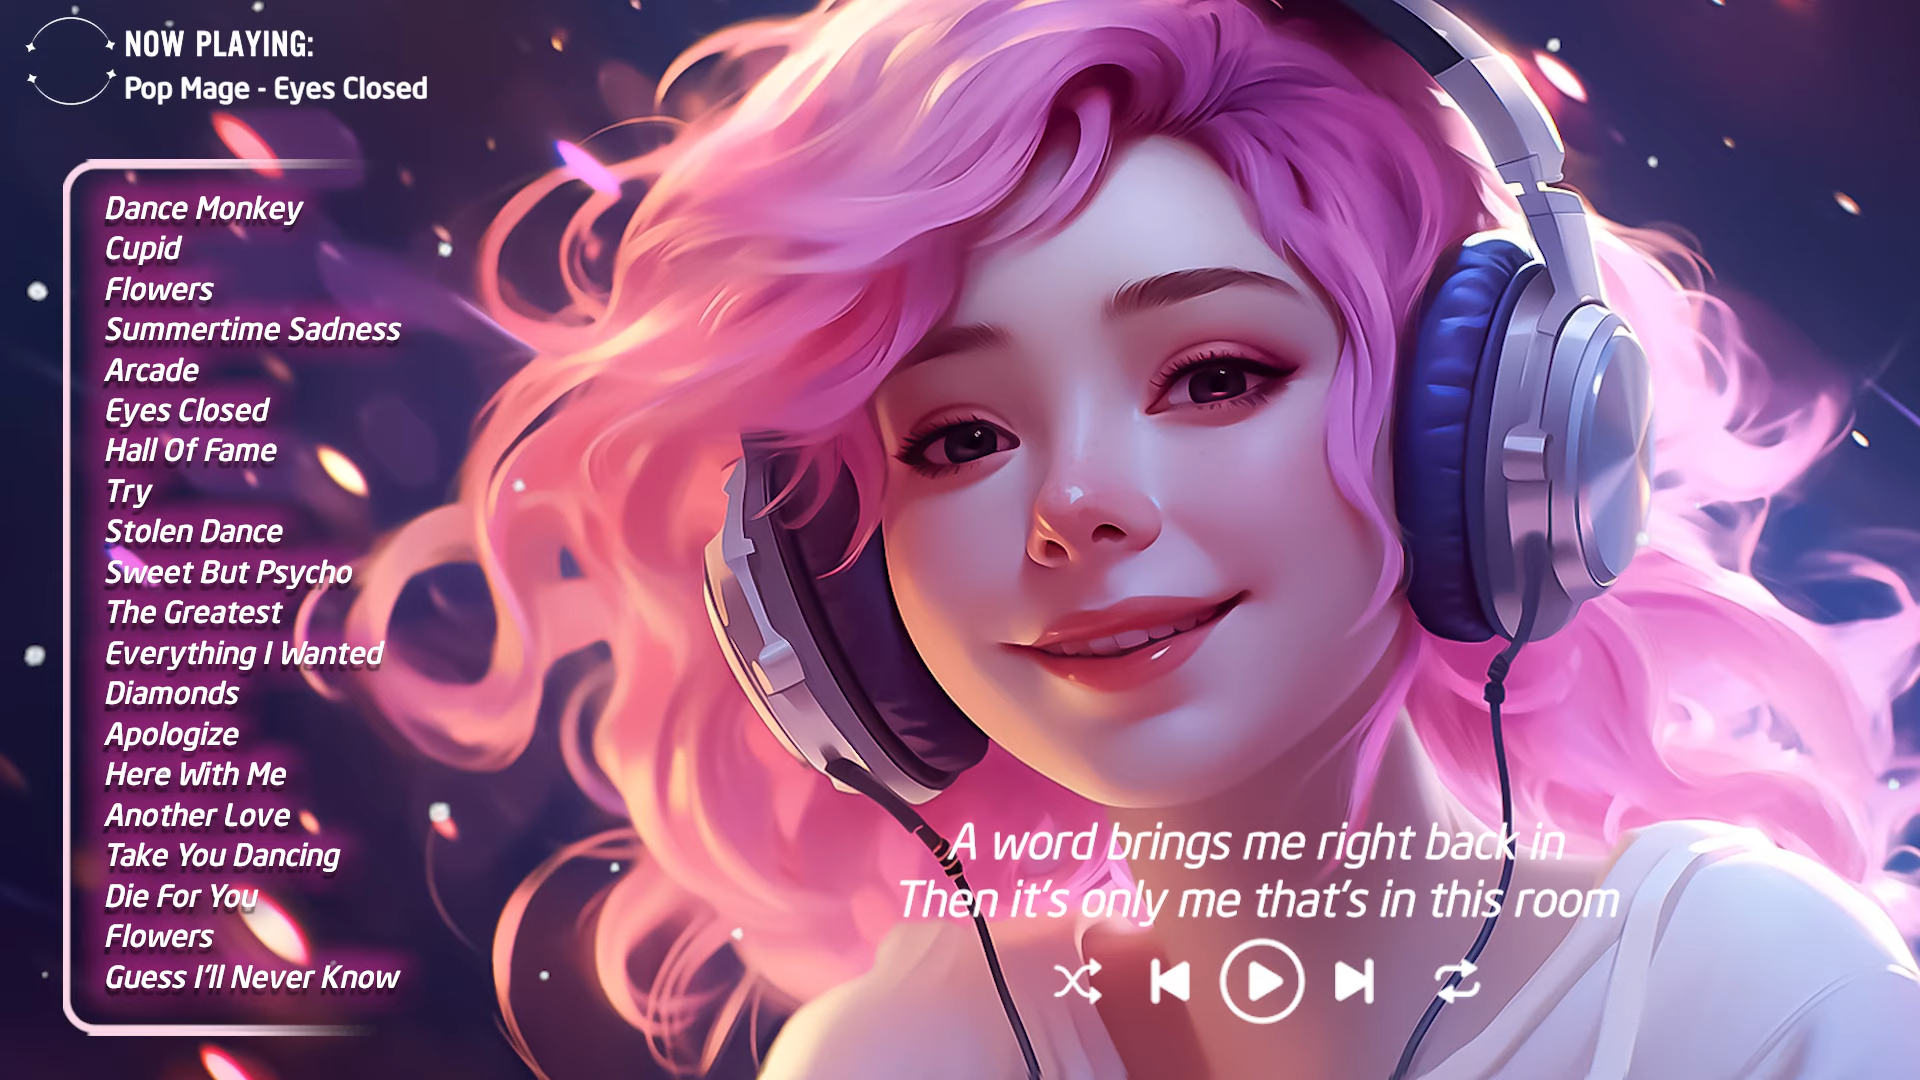 NOW PLAYING:
Pop Mage - Eyes Closed
Dance Monkey
Cupid
Flowers
Summertime Sadness
Arcade
Eyes Closed
Hall Of Fame
Try
Stolen Dance
Sweet But Psycho
The Greatest
Everything I Wanted
Diamonds
Apologize
Here With Me
Another Love
Take You Dancing
Die For You
Flowers
Guess I'll Never Know
A word brings me right back in
Then it's only me that's in this room